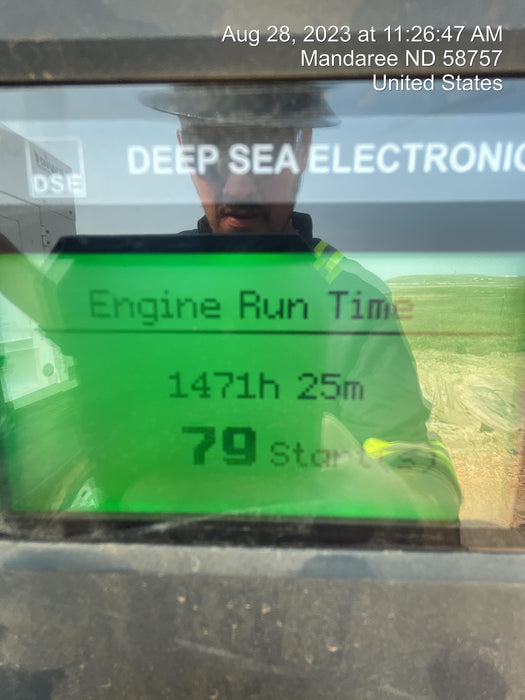 Aug 28, 2023 at 11:26:47 AM
Mandaree ND 58757
United States
DSE
DEEP SEA ELECTRONIC
Engine Run Time
1471h 25m
79 Start(s)